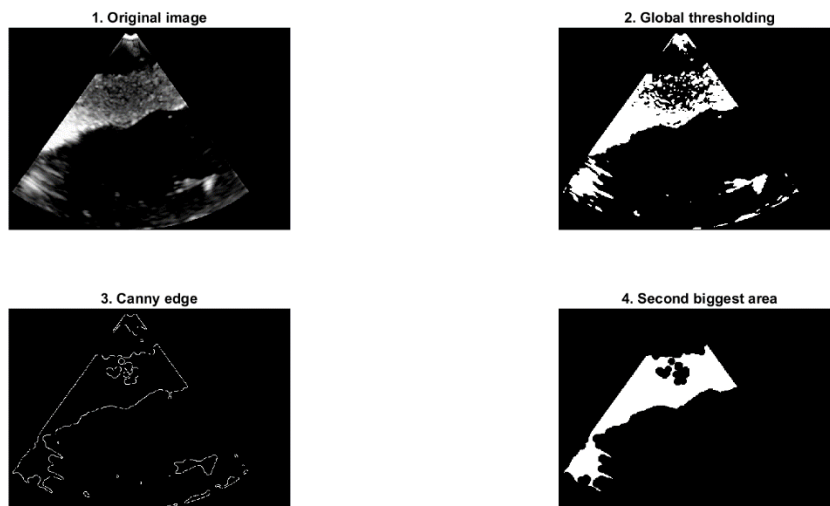 1. Original image
2. Global thresholding
3. Canny edge
4. Second biggest area